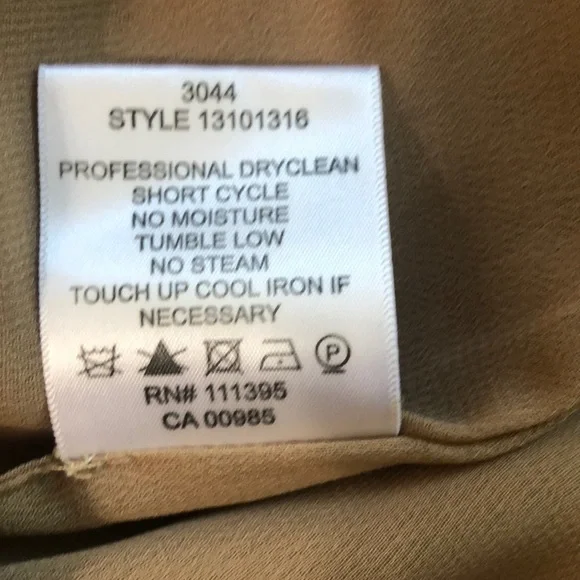 3044
STYLE 13101316
PROFESSIONAL DRYCLEAN
SHORT CYCLE
NO MOISTURE
TUMBLE LOW
NO STEAM
TOUCH UP COOL IRON IF
NECESSARY
P
RN# 111395
CA 00985